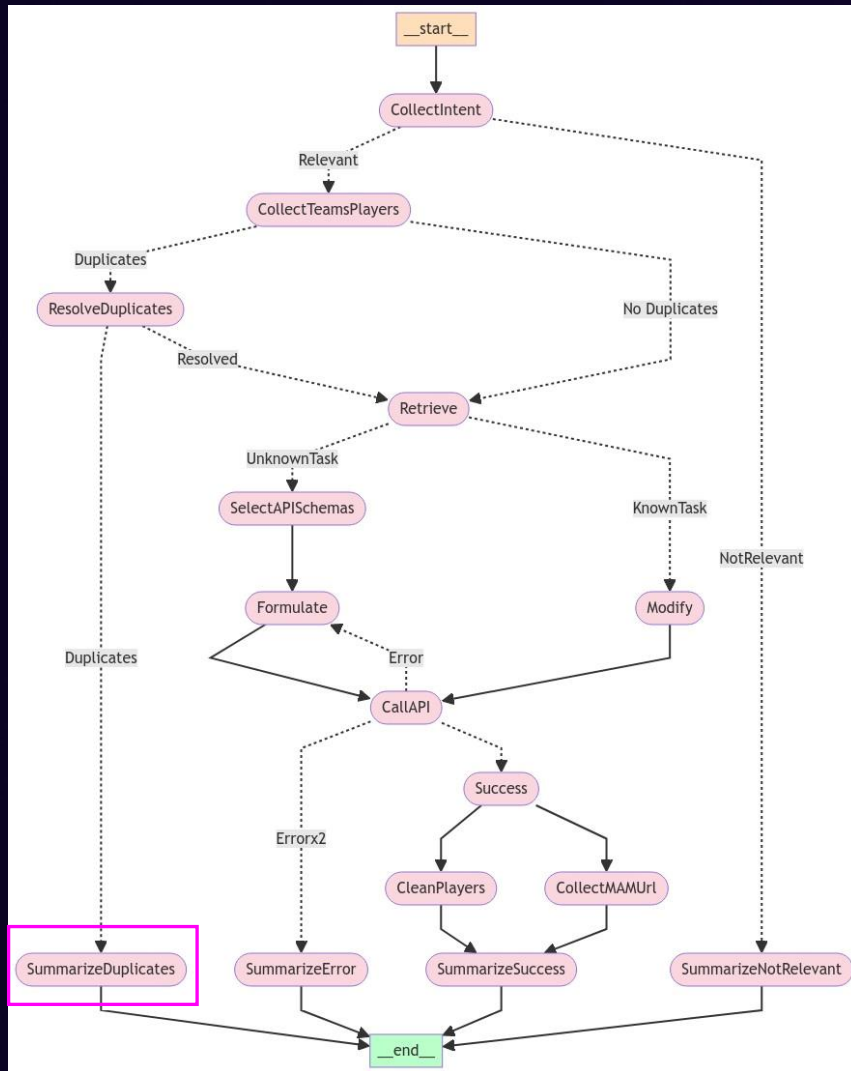 __start__
CollectIntent
Relevant
CollectTeamsPlayers
Duplicates
ResolveDuplicates
No Duplicates
Resolved
Retrieve
UnknownTask
SelectAPISchemas
KnownTask
NotRelevant
Formulate
Modify
Duplicates
Error
CallAPI
Success
Errorx2
CleanPlayers
CollectMAMUrl
SummarizeDuplicates
SummarizeError
SummarizeSuccess
SummarizeNotRelevant
__end__